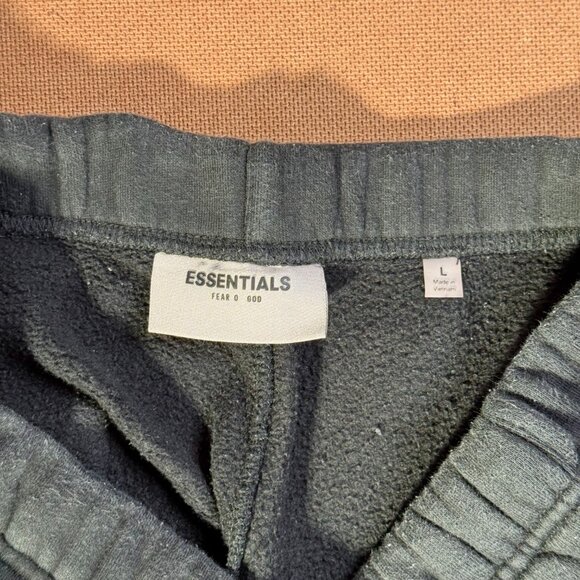 ESSENTIALS
FEAR O GOD
L
Made in
Vietnam